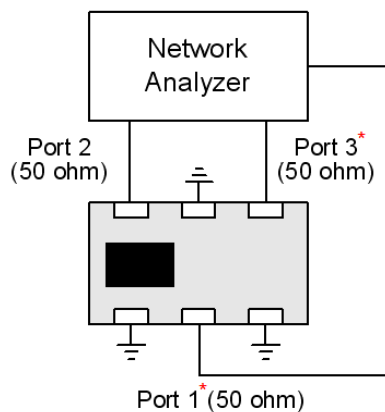 Network
Analyzer
Port 2
(50 ohm)
Port 3*
(50 ohm)
Port 1*(50 ohm)